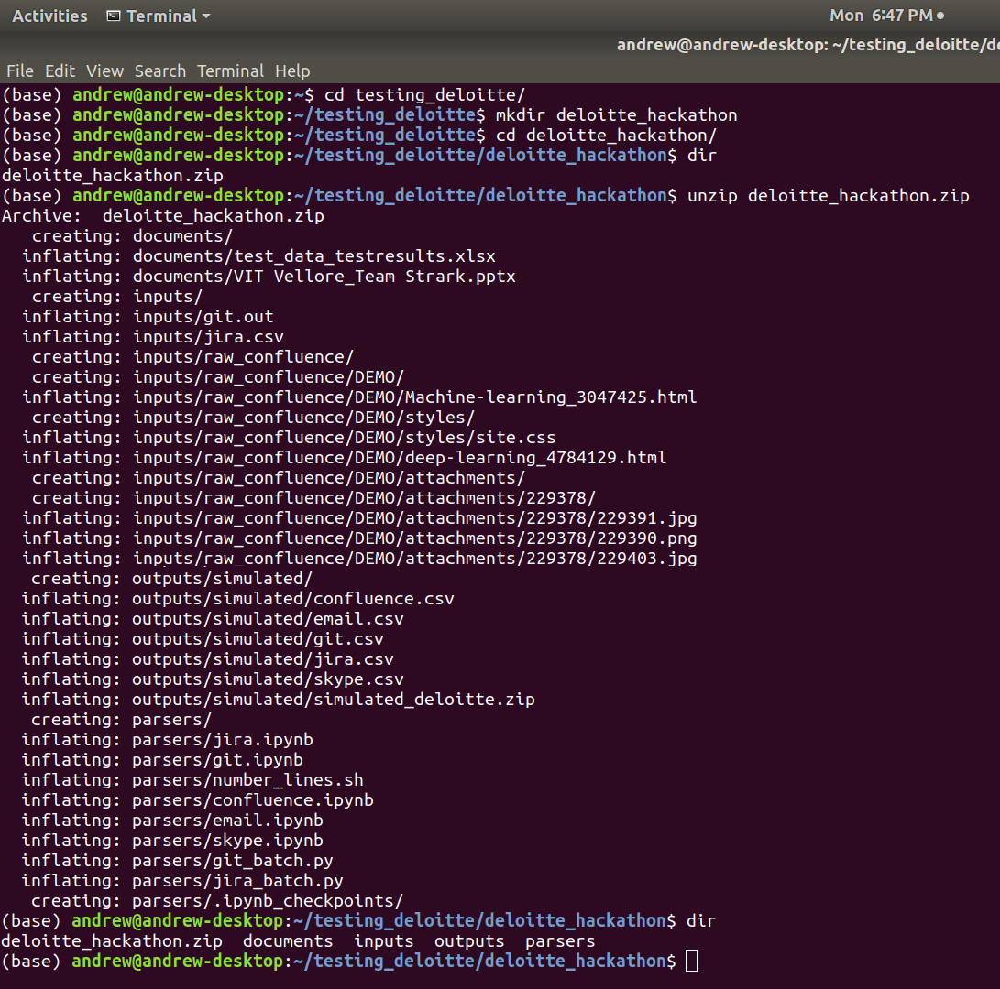 Activities Terminal Mon 6:47 PM
andrew@andrew-desktop: ~/testing_deloitte/de
File Edit View Search Terminal Help
(base) andrew@andrew-desktop:~$ cd testing_deloitte/
(base) andrew@andrew-desktop:~/testing_deloitte$ mkdir deloitte_hackathon
(base) andrew@andrew-desktop:~/testing_deloitte$ cd deloitte_hackathon/
(base) andrew@andrew-desktop:~/testing_deloitte/deloitte_hackathon$ dir
deloitte_hackathon.zip
(base) andrew@andrew-desktop:~/testing_deloitte/deloitte_hackathon$ unzip deloitte_hackathon.zip
Archive:  deloitte_hackathon.zip
   creating: documents/
  inflating: documents/test_data_testresults.xlsx
  inflating: documents/VIT Vellore_Team Strark.pptx
   creating: inputs/
  inflating: inputs/git.out
  inflating: inputs/jira.csv
   creating: inputs/raw_confluence/
   creating: inputs/raw_confluence/DEMO/
  inflating: inputs/raw_confluence/DEMO/Machine-learning_3047425.html
   creating: inputs/raw_confluence/DEMO/styles/
  inflating: inputs/raw_confluence/DEMO/styles/site.css
  inflating: inputs/raw_confluence/DEMO/deep-learning_4784129.html
   creating: inputs/raw_confluence/DEMO/attachments/
   creating: inputs/raw_confluence/DEMO/attachments/229378/
  inflating: inputs/raw_confluence/DEMO/attachments/229378/229391.jpg
  inflating: inputs/raw_confluence/DEMO/attachments/229378/229390.png
  inflating: inputs/raw_confluence/DEMO/attachments/229378/229403.jpg
   creating: outputs/simulated/
  inflating: outputs/simulated/confluence.csv
  inflating: outputs/simulated/email.csv
  inflating: outputs/simulated/git.csv
  inflating: outputs/simulated/jira.csv
  inflating: outputs/simulated/skype.csv
  inflating: outputs/simulated/simulated_deloitte.zip
   creating: parsers/
  inflating: parsers/jira.ipynb
  inflating: parsers/git.ipynb
  inflating: parsers/number_lines.sh
  inflating: parsers/confluence.ipynb
  inflating: parsers/email.ipynb
  inflating: parsers/skype.ipynb
  inflating: parsers/git_batch.py
  inflating: parsers/jira_batch.py
   creating: parsers/.ipynb_checkpoints/
(base) andrew@andrew-desktop:~/testing_deloitte/deloitte_hackathon$ dir
deloitte_hackathon.zip  documents  inputs  outputs  parsers
(base) andrew@andrew-desktop:~/testing_deloitte/deloitte_hackathon$